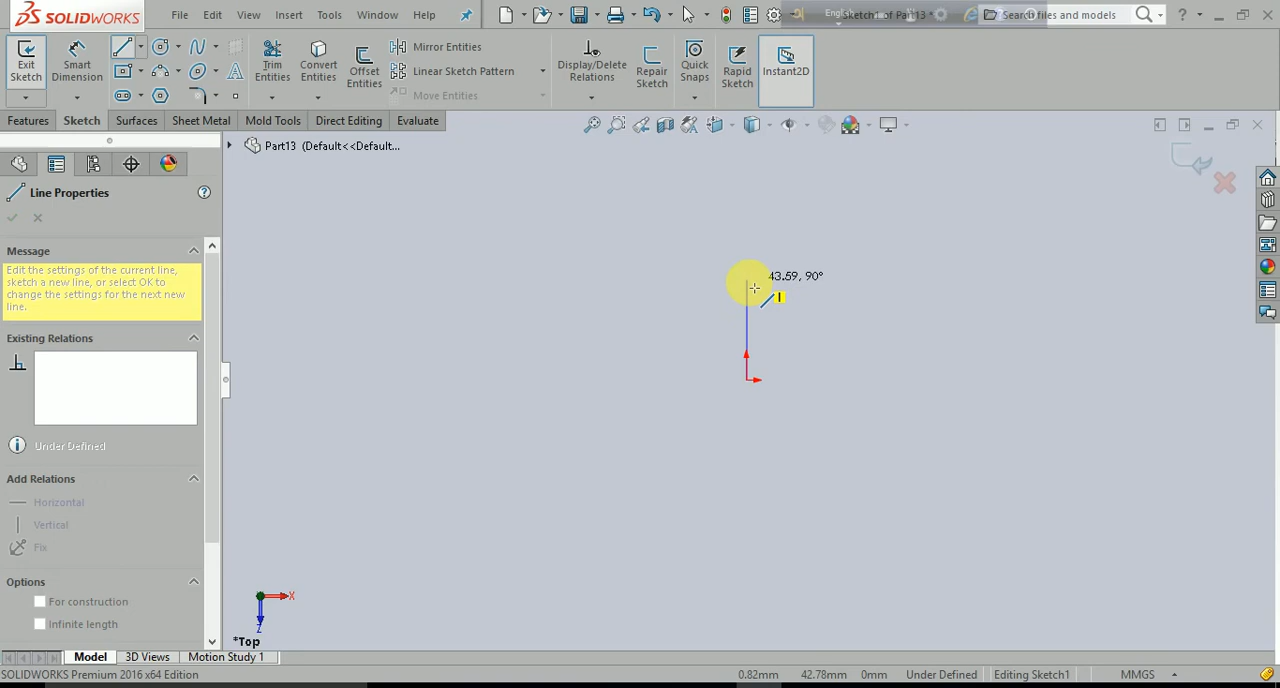 SOLIDWORKS
File Edit View Insert Tools Window Help
English
Sketch1 of Part13 *
Search files and models
Exit Sketch
Smart Dimension
Trim Entities
Convert Entities
Offset Entities
Mirror Entities
Linear Sketch Pattern
Move Entities
Display/Delete Relations
Repair Sketch
Quick Snaps
Rapid Sketch
Instant2D
Features Sketch Surfaces Sheet Metal Mold Tools Direct Editing Evaluate
Part13 (Default<<Default...
Line Properties
Message
Edit the settings of the current line,
sketch a new line, or select OK to
change the settings for the next new
line.
Existing Relations
Under Defined
Add Relations
Horizontal
Vertical
Fix
Options
For construction
Infinite length
43.59, 90°
X
Z
*Top
Model 3D Views Motion Study 1
SOLIDWORKS Premium 2016 x64 Edition
0.82mm 42.78mm 0mm Under Defined Editing Sketch1 MMGS